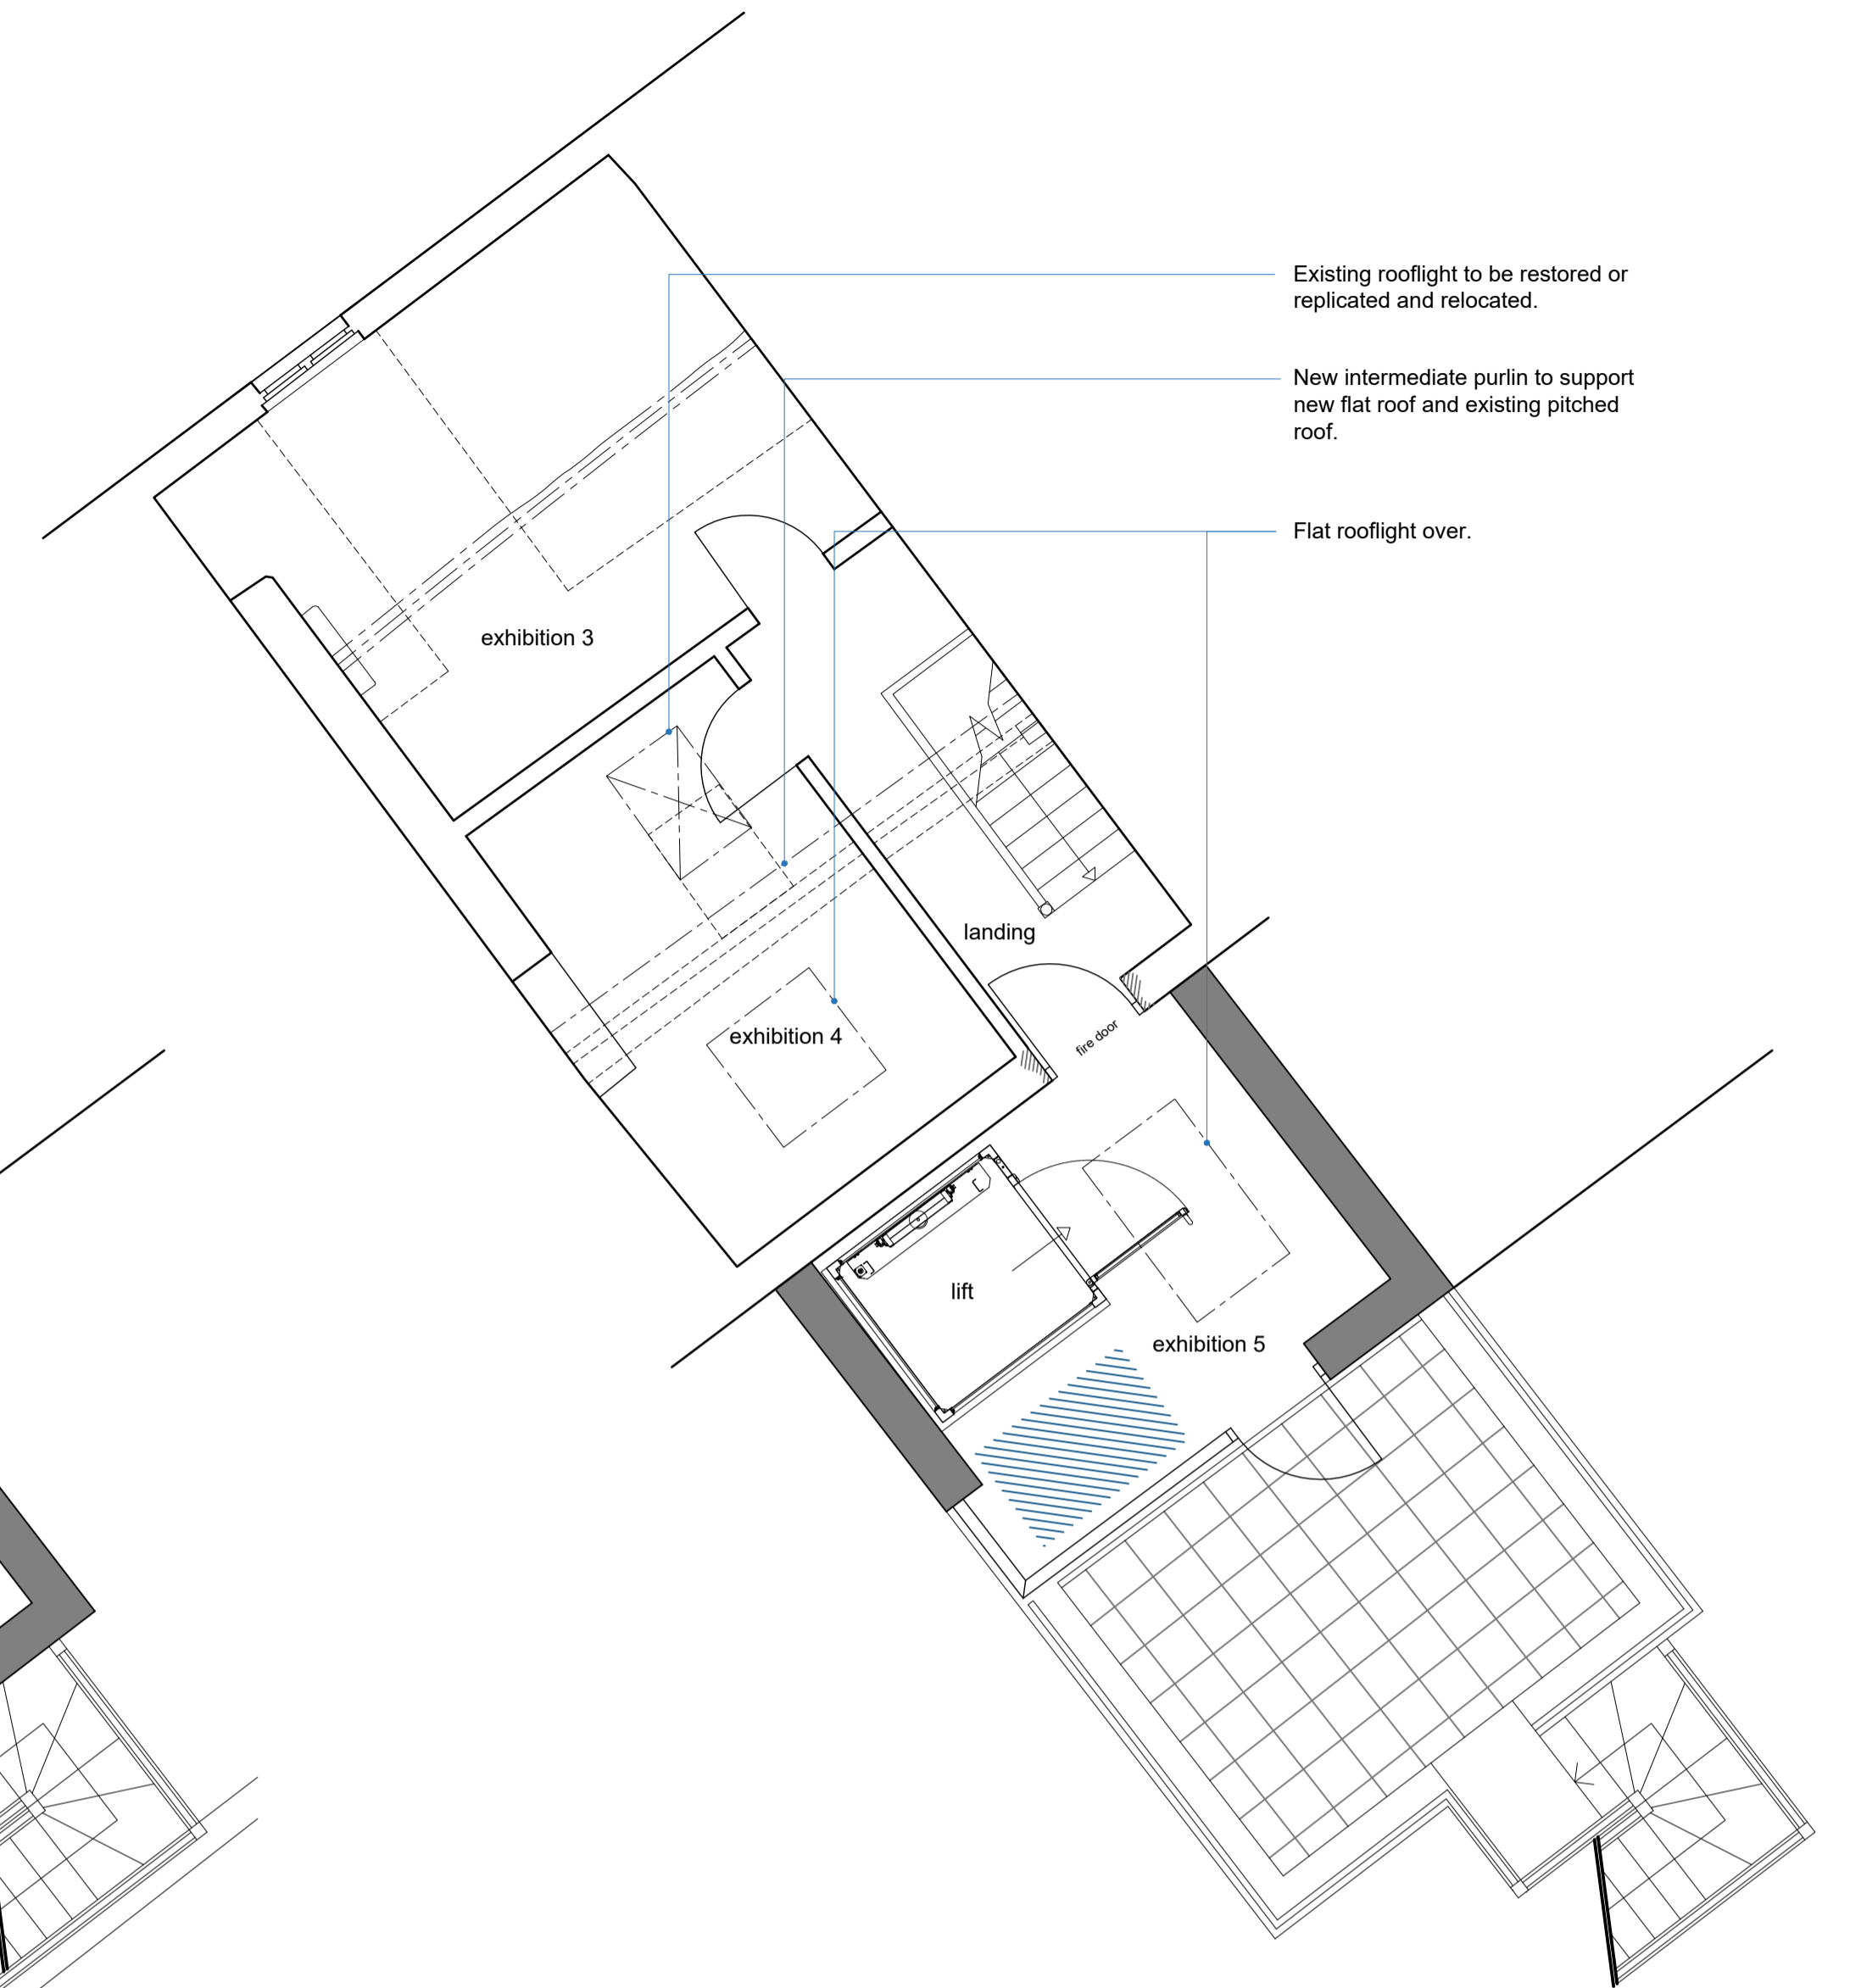 Existing rooflight to be restored or
replicated and relocated.
New intermediate purlin to support
new flat roof and existing pitched
roof.
Flat rooflight over.
exhibition 3
landing
exhibition 4
fire door
lift
exhibition 5